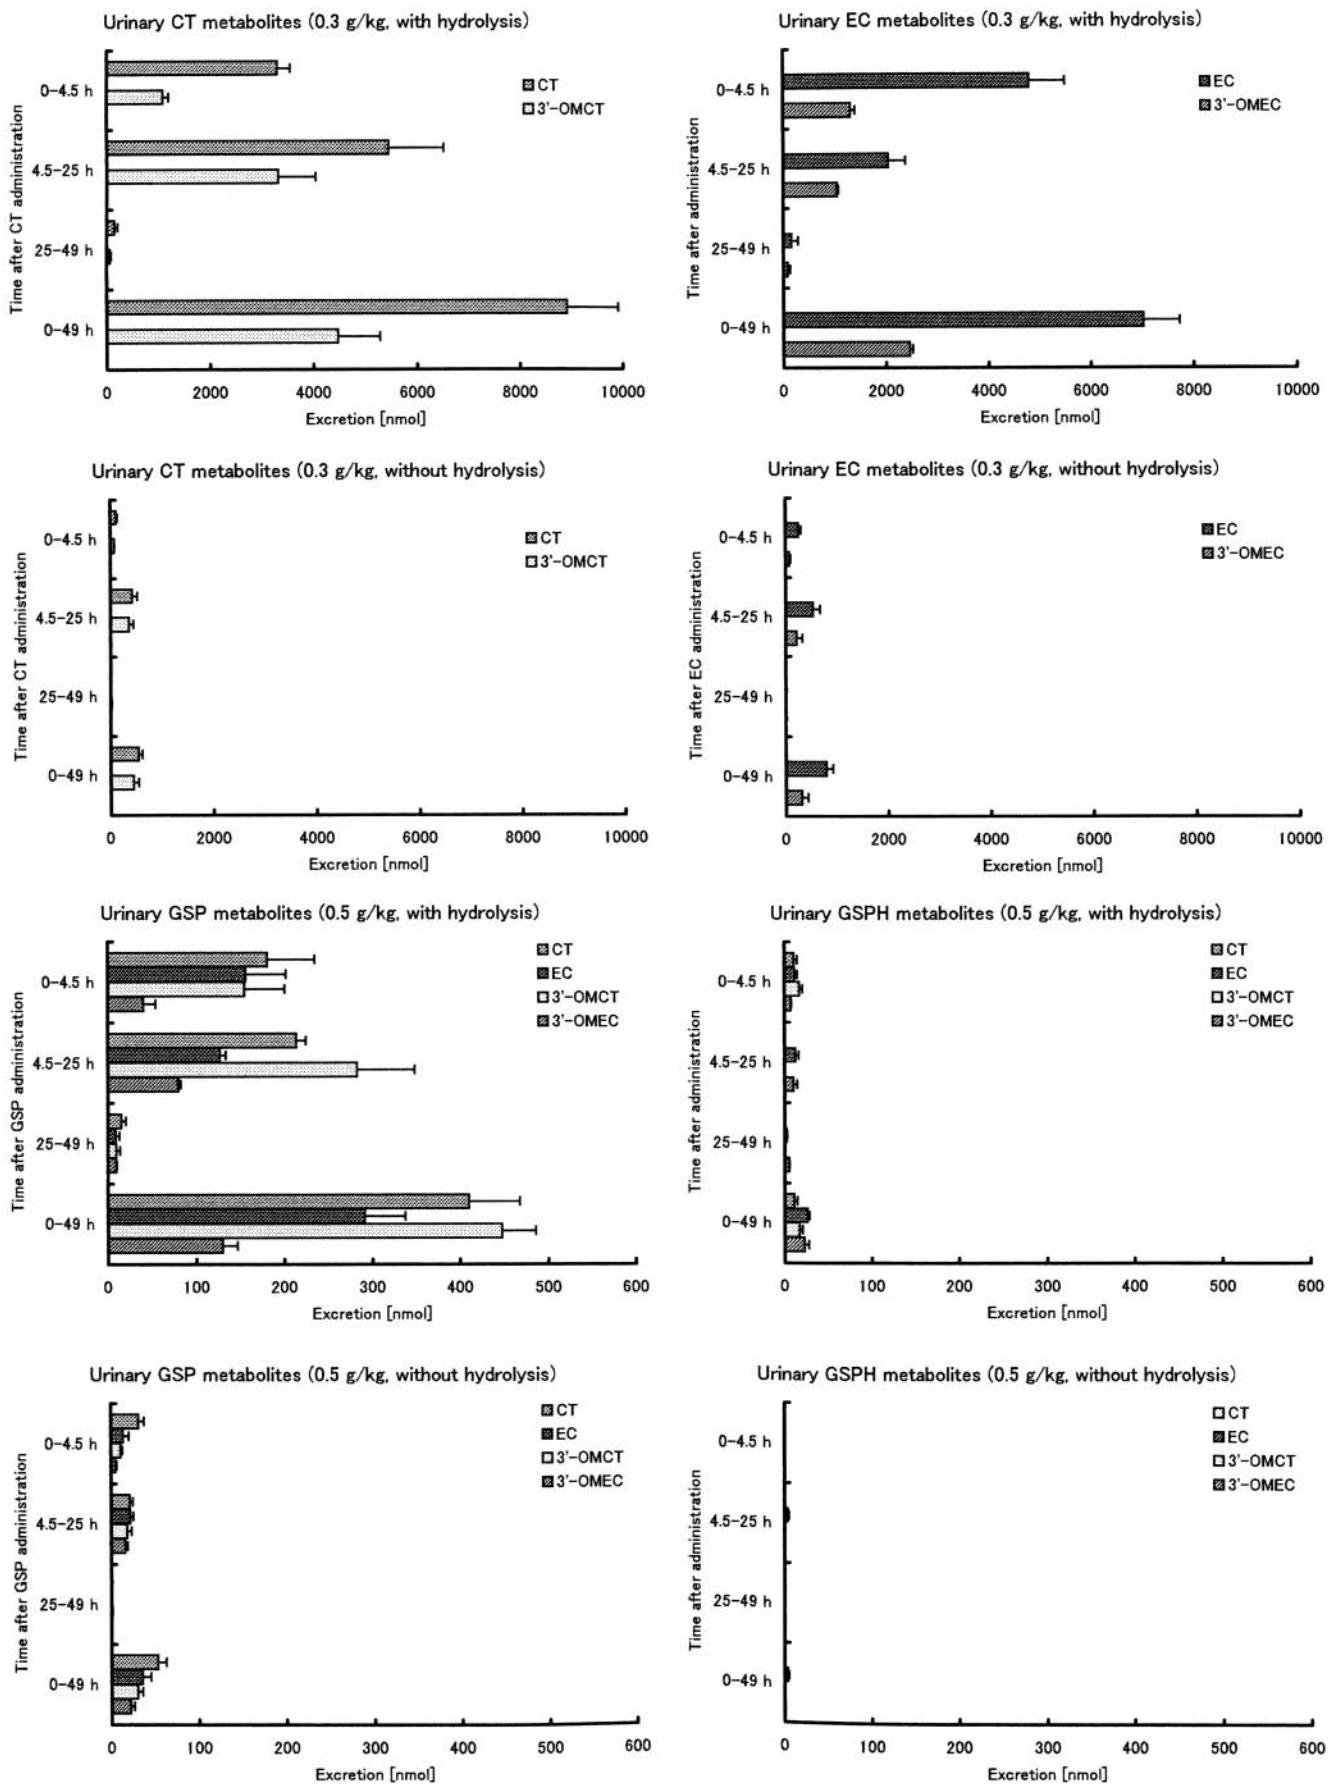 Urinary CT metabolites (0.3 g/kg, with hydrolysis)
Time after CT administration
0-4.5 h
4.5-25 h
25-49 h
0-49 h
CT
3'-OMCT
0 2000 4000 6000 8000 10000
Excretion [nmol]
Urinary EC metabolites (0.3 g/kg, with hydrolysis)
Time after administration
0-4.5 h
4.5-25 h
25-49 h
0-49 h
EC
3'-OMEC
0 2000 4000 6000 8000 10000
Excretion [nmol]
Urinary CT metabolites (0.3 g/kg, without hydrolysis)
Time after CT administration
0-4.5 h
4.5-25 h
25-49 h
0-49 h
CT
3'-OMCT
0 2000 4000 6000 8000 10000
Excretion [nmol]
Urinary EC metabolites (0.3 g/kg, without hydrolysis)
Time after EC administration
0-4.5 h
4.5-25 h
25-49 h
0-49 h
EC
3'-OMEC
0 2000 4000 6000 8000 10000
Excretion [nmol]
Urinary GSP metabolites (0.5 g/kg, with hydrolysis)
Time after GSP administration
0-4.5 h
4.5-25 h
25-49 h
0-49 h
CT
EC
3'-OMCT
3'-OMEC
0 100 200 300 400 500 600
Excretion [nmol]
Urinary GSPH metabolites (0.5 g/kg, with hydrolysis)
Time after administration
0-4.5 h
4.5-25 h
25-49 h
0-49 h
CT
EC
3'-OMCT
3'-OMEC
0 100 200 300 400 500 600
Excretion [nmol]
Urinary GSP metabolites (0.5 g/kg, without hydrolysis)
Time after GSP administration
0-4.5 h
4.5-25 h
25-49 h
0-49 h
CT
EC
3'-OMCT
3'-OMEC
0 100 200 300 400 500 600
Excretion [nmol]
Urinary GSPH metabolites (0.5 g/kg, without hydrolysis)
Time after administration
0-4.5 h
4.5-25 h
25-49 h
0-49 h
CT
EC
3'-OMCT
3'-OMEC
0 100 200 300 400 500 600
Excretion [nmol]